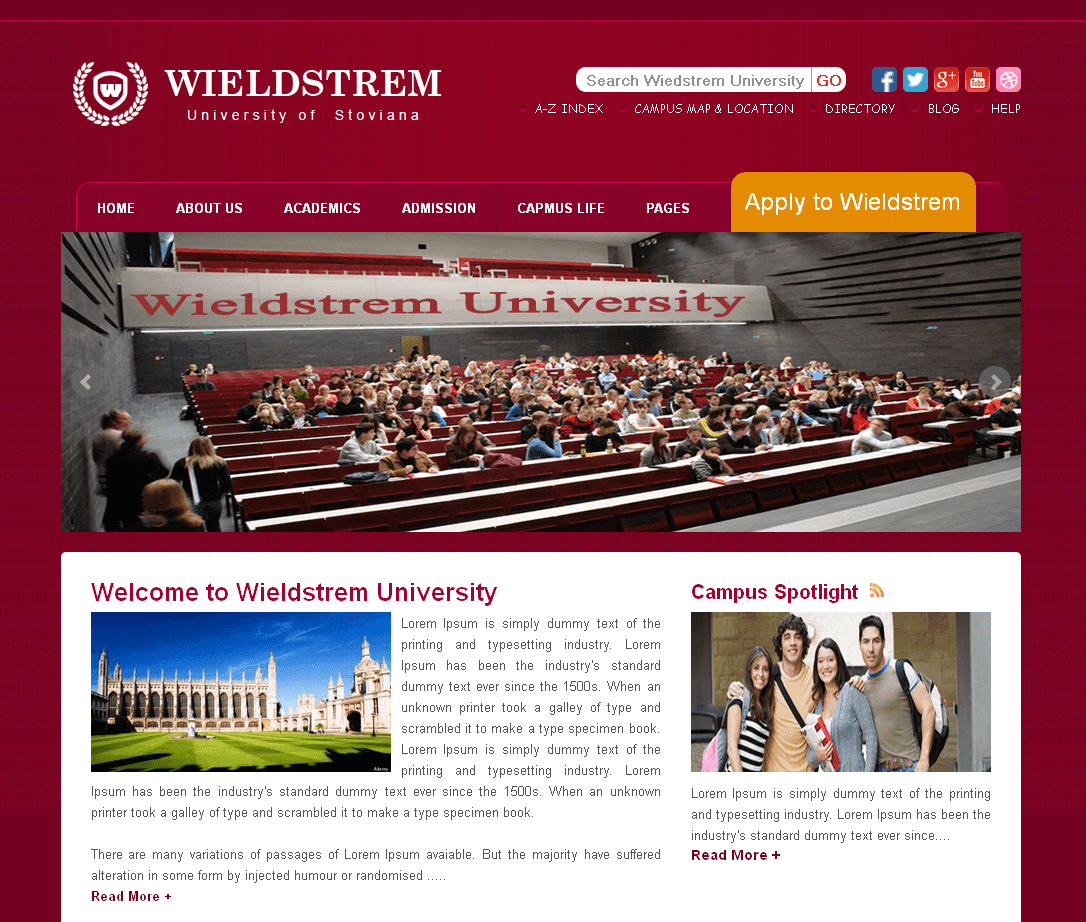 WIELDSTREM
University of Stoviana
Search Wiedstrem University GO
g+
You
Tube
A-Z INDEX CAMPUS MAP & LOCATION DIRECTORY BLOG HELP
HOME ABOUT US ACADEMICS ADMISSION CAPMUS LIFE PAGES Apply to Wieldstrem
Wieldstrem University
Welcome to Wieldstrem University
Lorem Ipsum is simply dummy text of the
printing and typesetting industry. Lorem
Ipsum has been the industry's standard
dummy text ever since the 1500s. When an
unknown printer took a galley of type and
scrambled it to make a type specimen book.
Lorem Ipsum is simply dummy text of the
printing and typesetting industry. Lorem
Ipsum has been the industry's standard dummy text ever since the 1500s. When an unknown
printer took a galley of type and scrambled it to make a type specimen book.
Alamy
There are many variations of passages of Lorem Ipsum avaiable. But the majority have suffered
alteration in some form by injected humour or randomised .....
Read More +
Campus Spotlight
Lorem Ipsum is simply dummy text of the printing
and typesetting industry. Lorem Ipsum has been the
industry's standard dummy text ever since....
Read More +